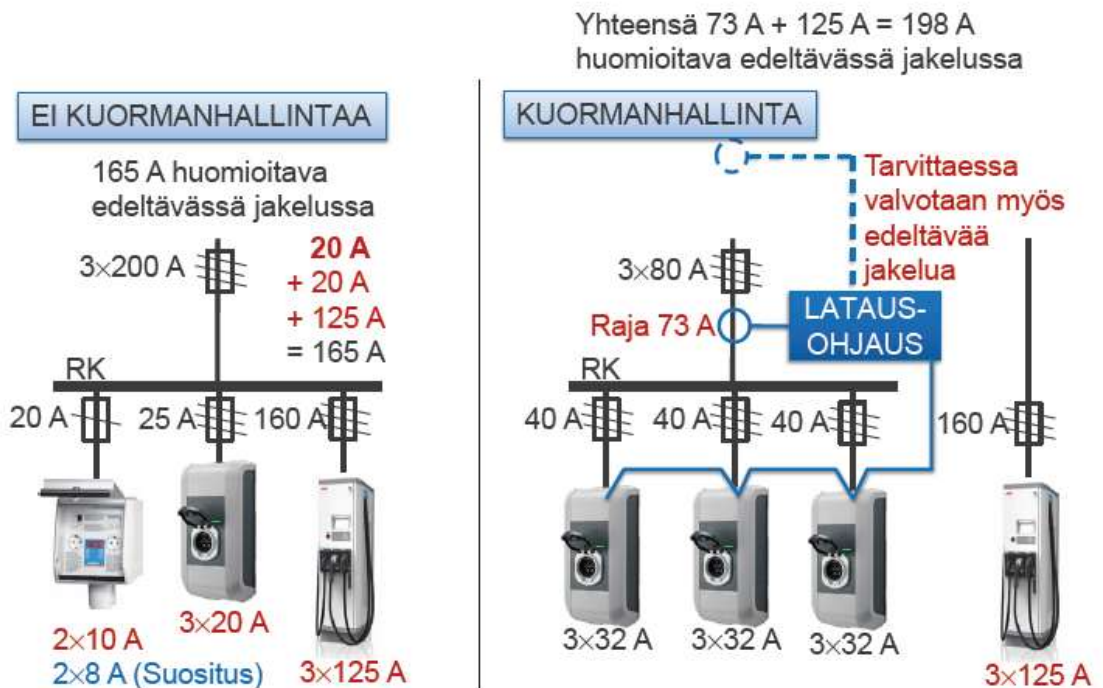 Yhteensä 73 A + 125 A = 198 A
huomioitava edeltävässä jakelussa
EI KUORMANHALLINTAA
165 A huomioitava
edeltävässä jakelussa
3×200 A
20 A
+ 20 A
+ 125 A
= 165 A
RK
20 A
25 A
160 A
2×10 A
2×8 A (Suositus)
3×20 A
3×125 A
KUORMANHALLINTA
Tarvittaessa
valvotaan myös
edeltävää
jakelua
3×80 A
Raja 73 A
LATAUS-
OHJAUS
RK
40 A
40 A
40 A
160 A
3×32 A
3×32 A
3×32 A
3×125 A